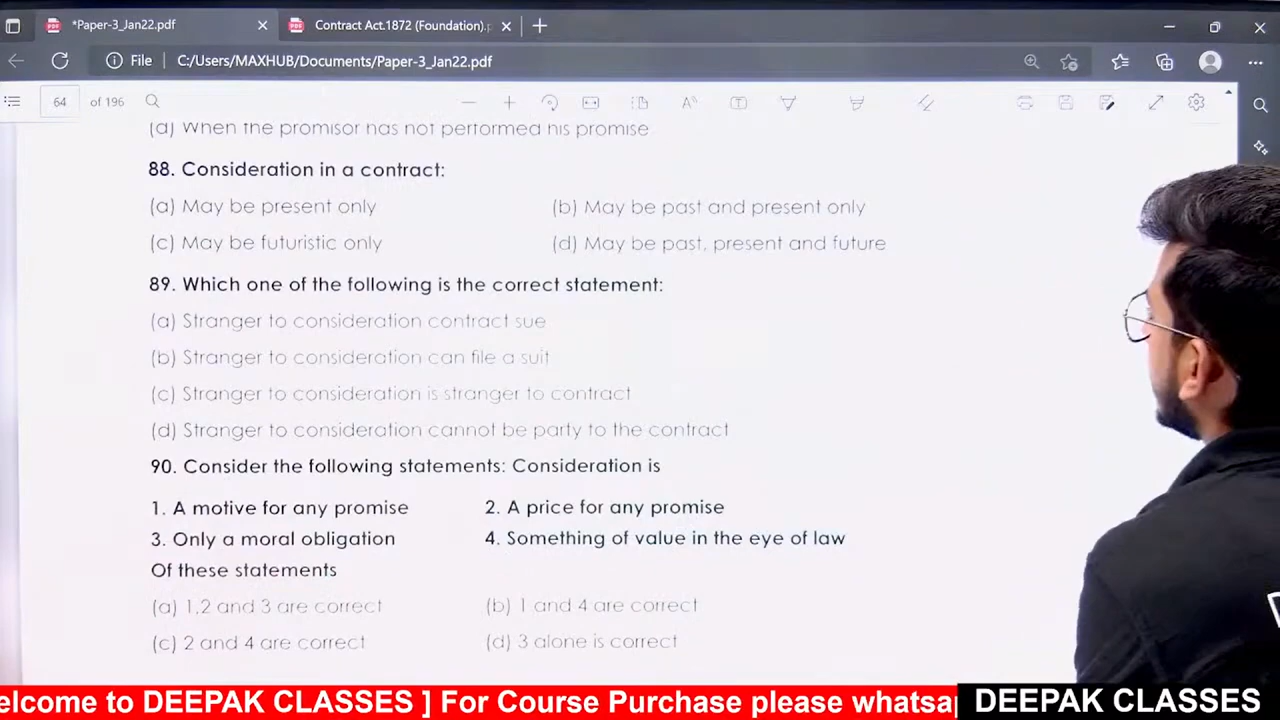 *Paper-3_Jan22.pdf
Contract Act.1872 (Foundation).p
File
C:/Users/MAXHUB/Documents/Paper-3_Jan22.pdf
64 of 196
(d) When the promisor has not performed his promise
88. Consideration in a contract:
(a) May be present only (b) May be past and present only
(c) May be futuristic only (d) May be past, present and future
89. Which one of the following is the correct statement:
(a) Stranger to consideration contract sue
(b) Stranger to consideration can file a suit
(c) Stranger to consideration is stranger to contract
(d) Stranger to consideration cannot be party to the contract
90. Consider the following statements: Consideration is
1. A motive for any promise 2. A price for any promise
3. Only a moral obligation 4. Something of value in the eye of law
Of these statements
(a) 1,2 and 3 are correct (b) 1 and 4 are correct
(c) 2 and 4 are correct (d) 3 alone is correct
elcome to DEEPAK CLASSES ] For Course Purchase please whatsap
DEEPAK CLASSES